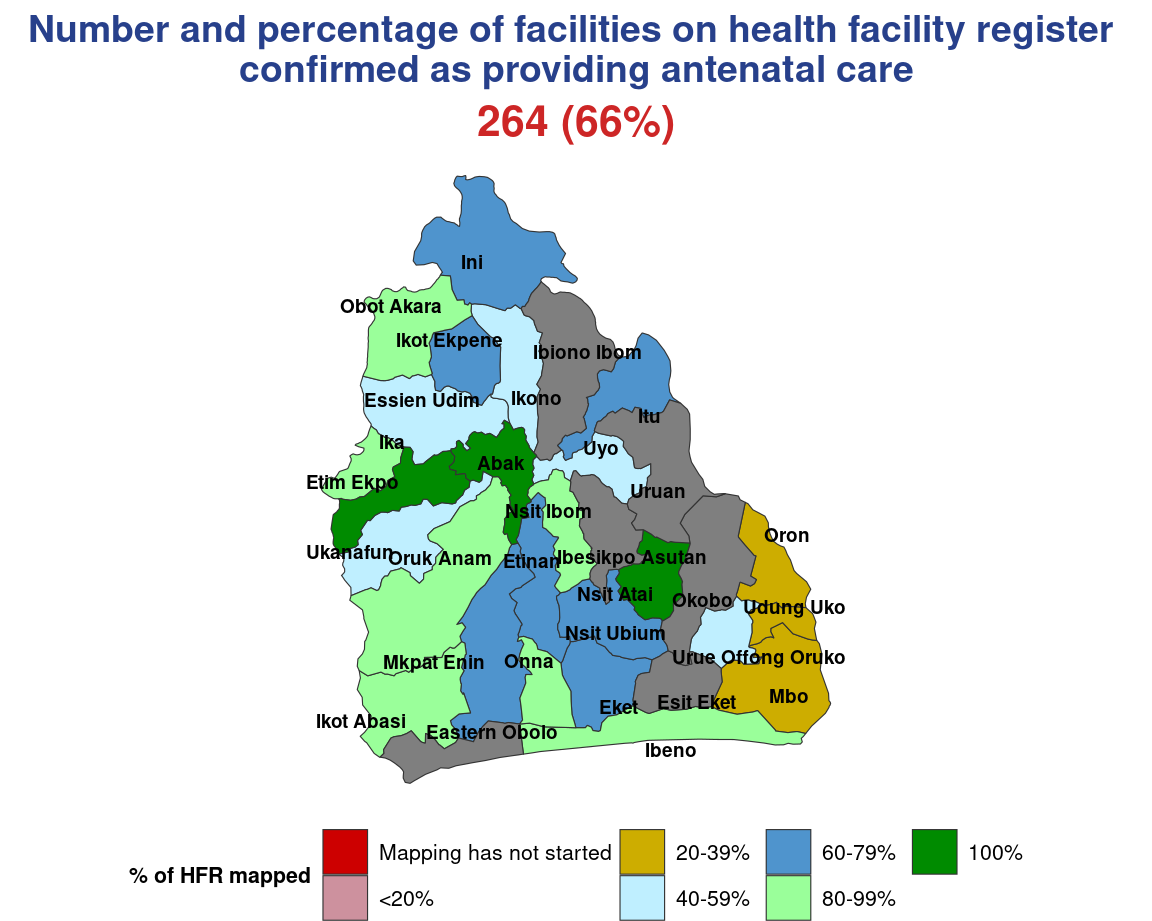 Number and percentage of facilities on health facility register
confirmed as providing antenatal care
264 (66%)
Ini
Obot Akara
Ikot Ekpene
Ibiono Ibom
Essien Udim
Ikono
Itu
Ika
Uyo
Abak
Etim Ekpo
Uruan
Nsit Ibom
Oron
Ukanafun
Oruk Anam
Etinan
Ibesikpo Asutan
Nsit Atai
Okobo
Udung Uko
Nsit Ubium
Mkpat Enin
Onna
Urue Offong Oruko
Mbo
Esit Eket
Eket
Ikot Abasi
Eastern Obolo
Ibeno
% of HFR mapped
Mapping has not started
<20%
20-39%
40-59%
60-79%
80-99%
100%